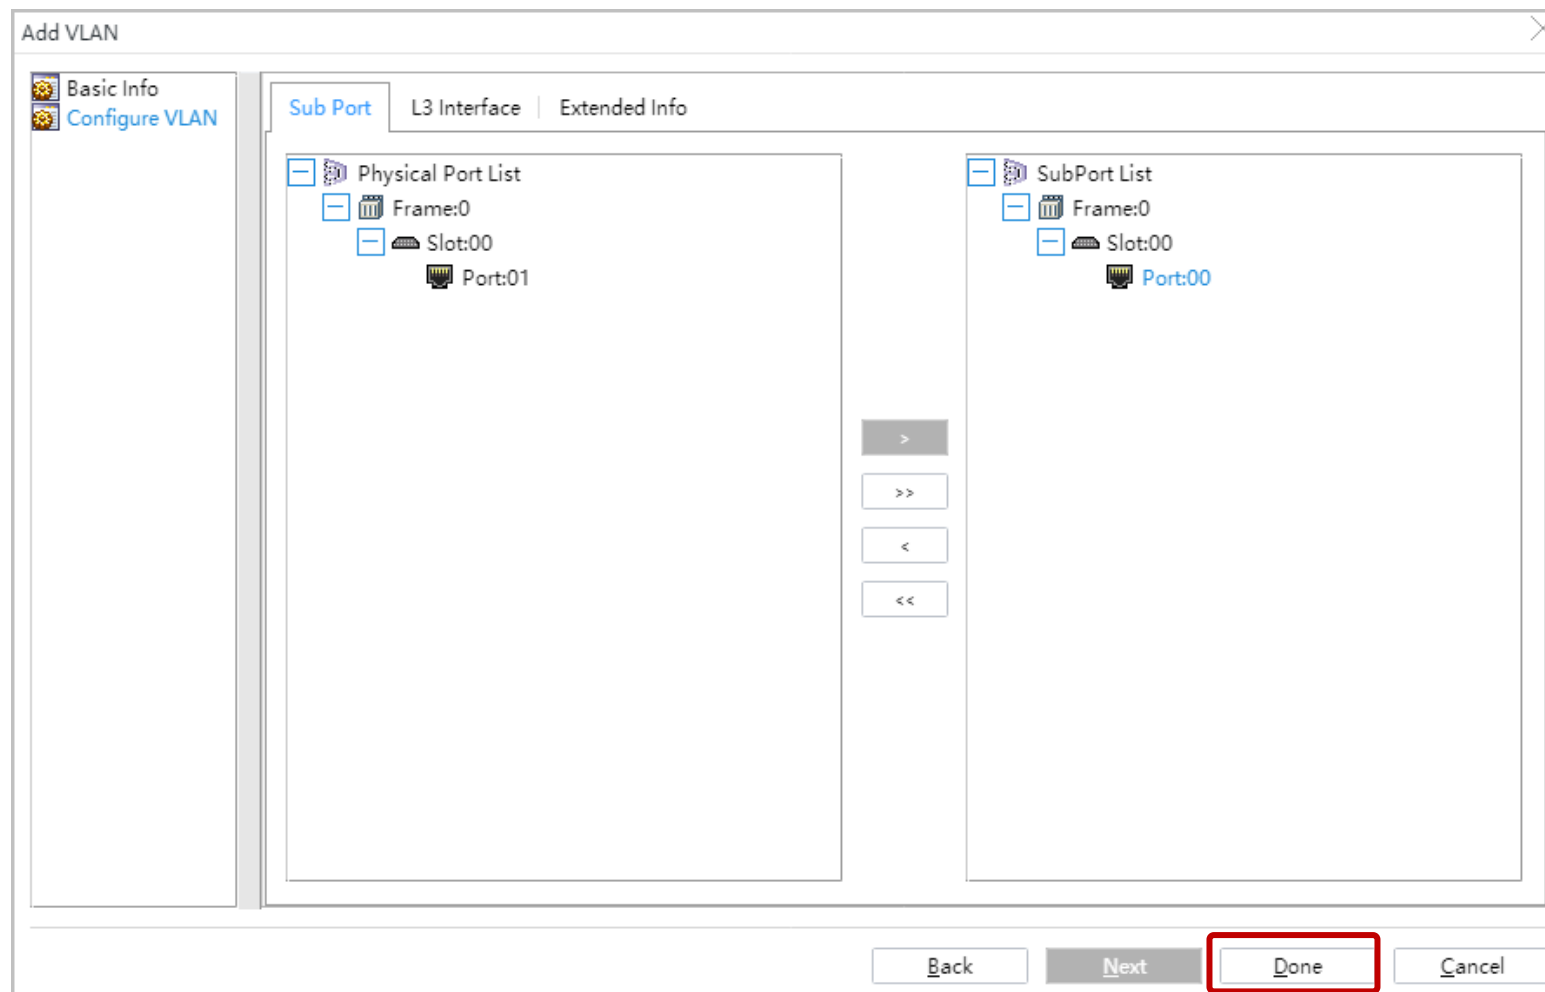 Add VLAN
Basic Info
Configure VLAN
Sub Port
L3 Interface
Extended Info
Physical Port List
Frame:0
Slot:00
Port:01
>
>>
<
<<
SubPort List
Frame:0
Slot:00
Port:00
Back
Next
Done
Cancel